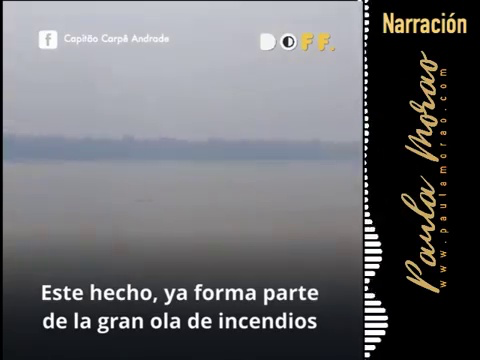 Capitão Carpê Andrade
DOFF.
Narración
Paula Morao
www.paulamorao.com
Este hecho, ya forma parte
de la gran ola de incendios